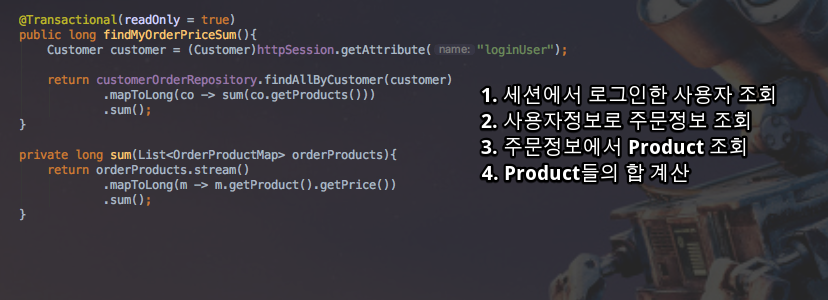 @Transactional(readOnly = true)
public long findMyOrderPriceSum(){
    Customer customer = (Customer)httpSession.getAttribute( name: "loginUser");
    return customerOrderRepository.findAllByCustomer(customer)
            .mapToLong(co -> sum(co.getProducts()))
            .sum();
}
private long sum(List<OrderProductMap> orderProducts){
    return orderProducts.stream()
            .mapToLong(m -> m.getProduct().getPrice())
            .sum();
}
1. 세션에서 로그인한 사용자 조회
2. 사용자정보로 주문정보 조회
3. 주문정보에서 Product 조회
4. Product들의 합 계산